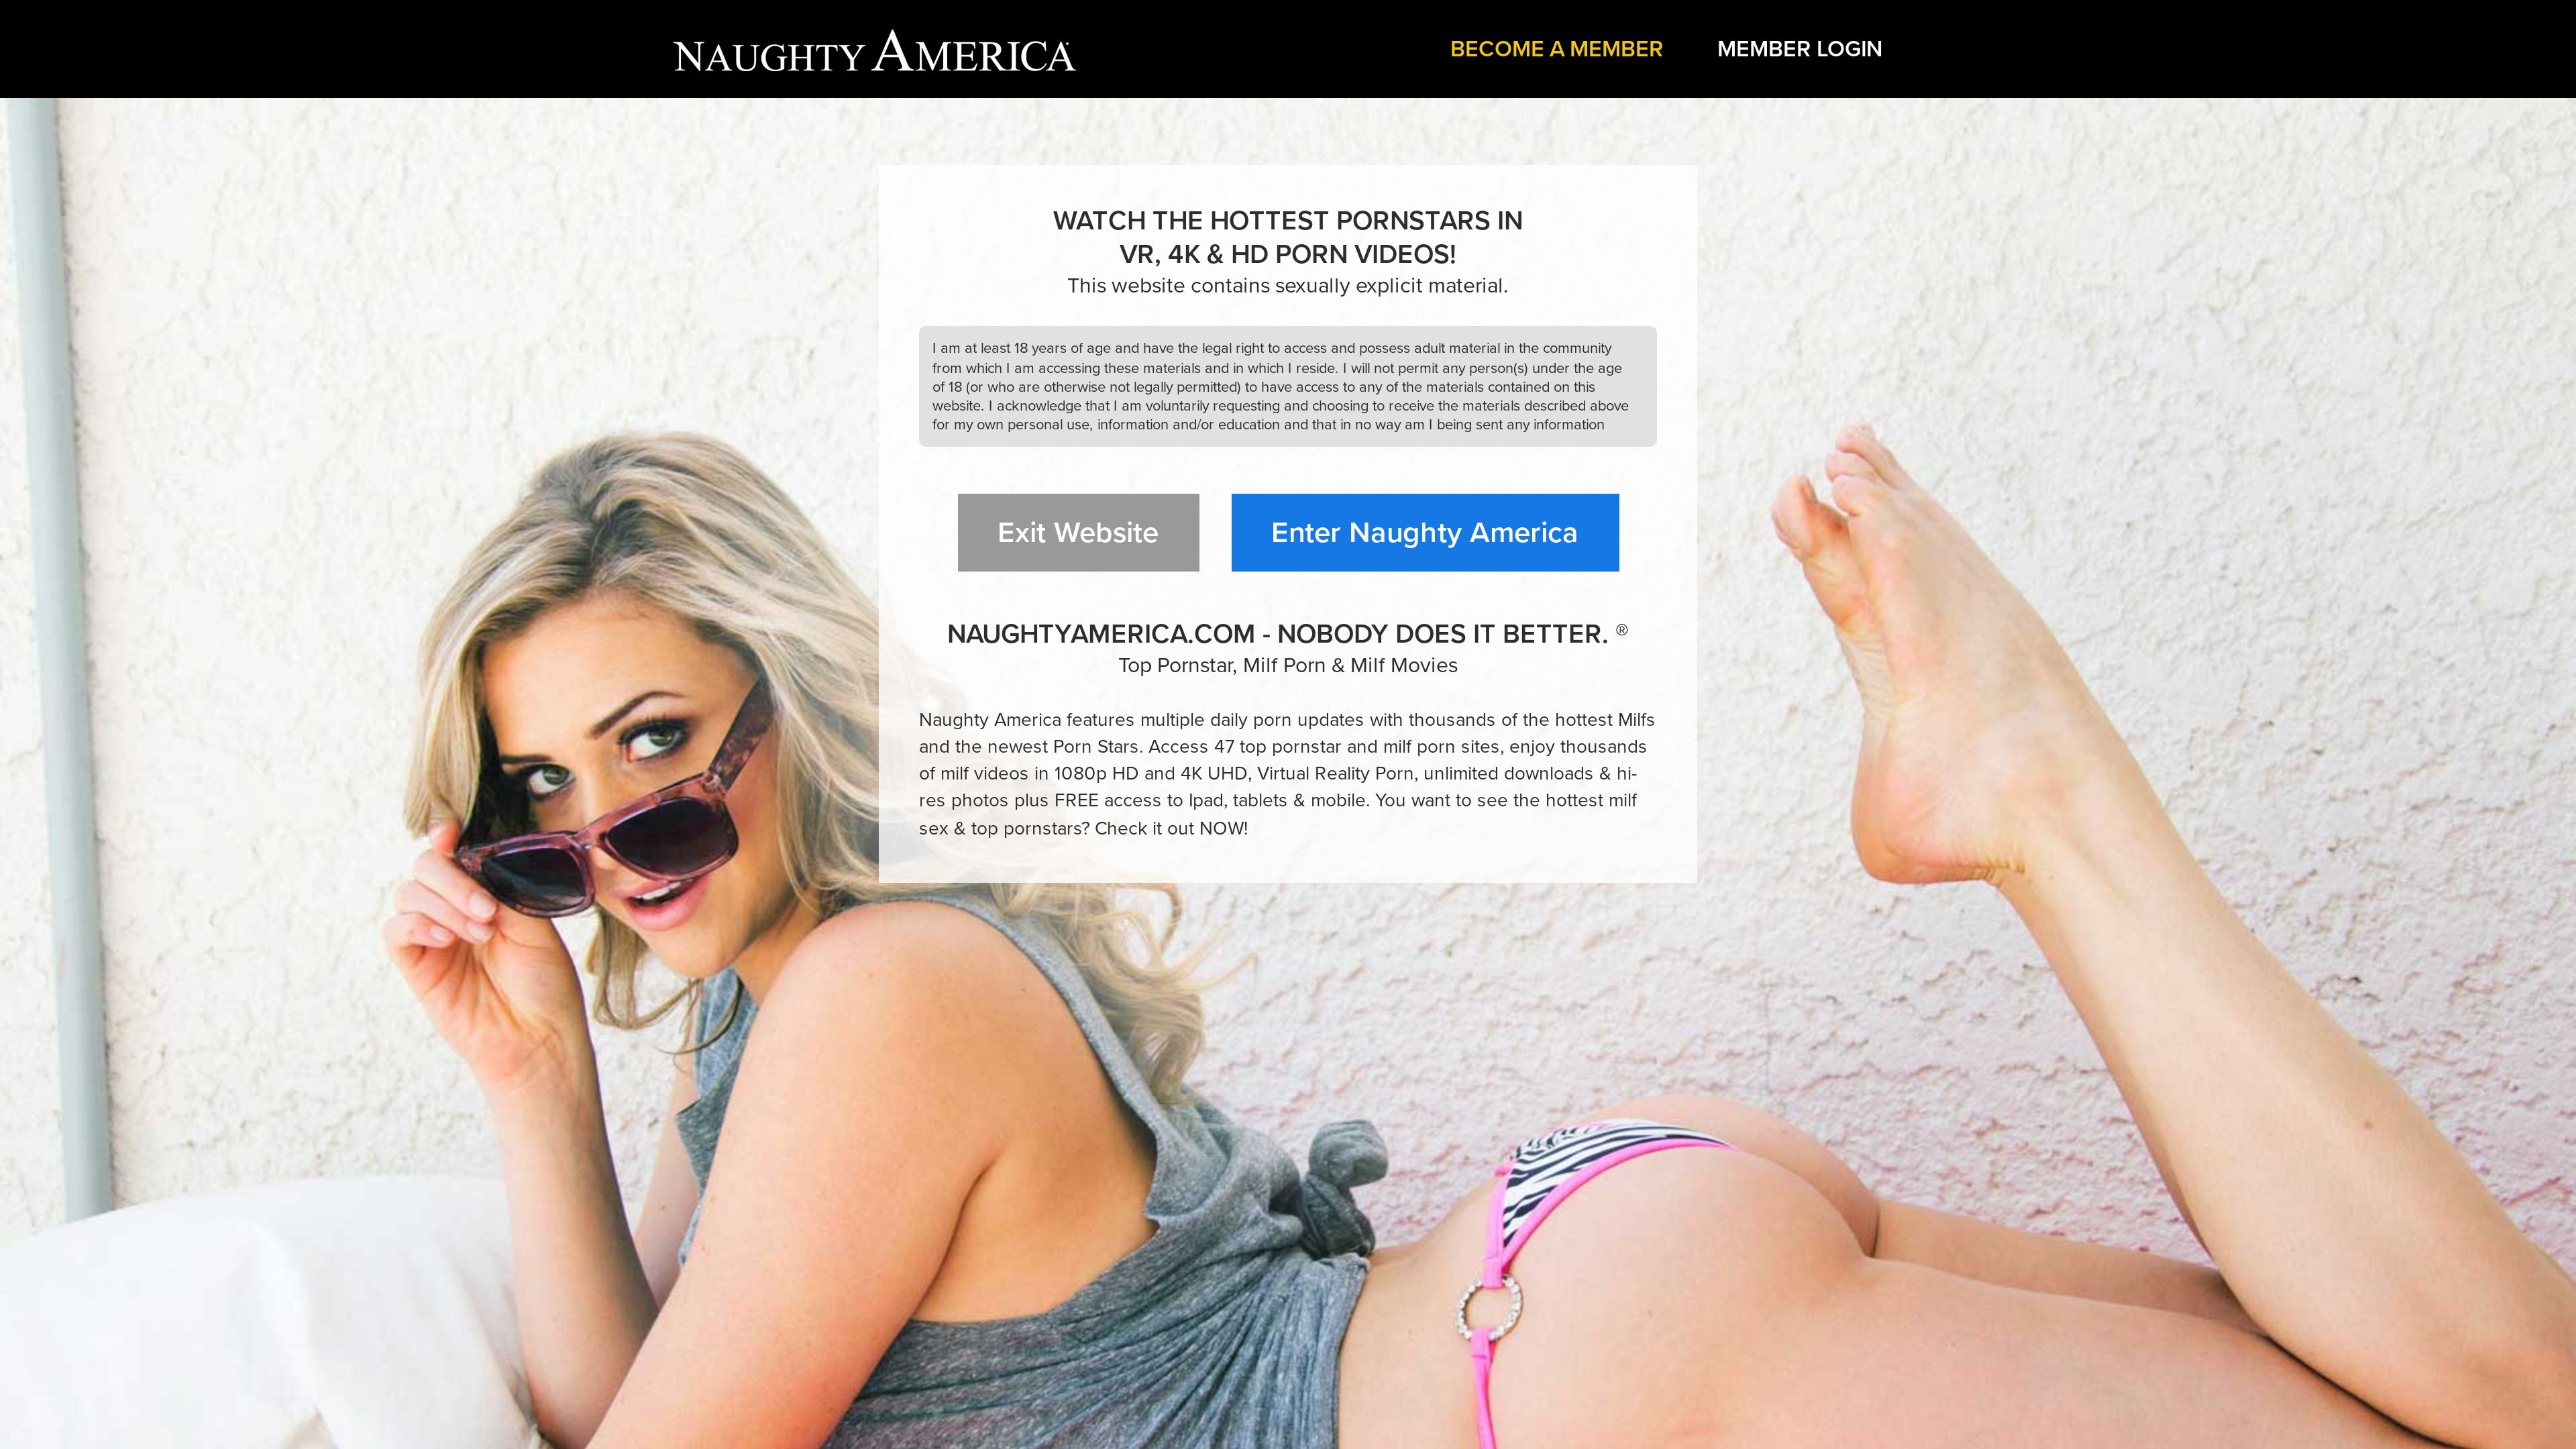 NAUGHTY AMERICA
BECOME A MEMBER
MEMBER LOGIN
WATCH THE HOTTEST PORNSTARS IN
VR, 4K & HD PORN VIDEOS!
This website contains sexually explicit material.
I am at least 18 years of age and have the legal right to access and possess adult material in the community
from which I am accessing these materials and in which I reside. I will not permit any person(s) under the age
of 18 (or who are otherwise not legally permitted) to have access to any of the materials contained on this
website. I acknowledge that I am voluntarily requesting and choosing to receive the materials described above
for my own personal use, information and/or education and that in no way am I being sent any information
Exit Website
Enter Naughty America
NAUGHTYAMERICA.COM - NOBODY DOES IT BETTER. ®
Top Pornstar, Milf Porn & Milf Movies
Naughty America features multiple daily porn updates with thousands of the hottest Milfs
and the newest Porn Stars. Access 47 top pornstar and milf porn sites, enjoy thousands
of milf videos in 1080p HD and 4K UHD, Virtual Reality Porn, unlimited downloads & hi-
res photos plus FREE access to Ipad, tablets & mobile. You want to see the hottest milf
sex & top pornstars? Check it out NOW!